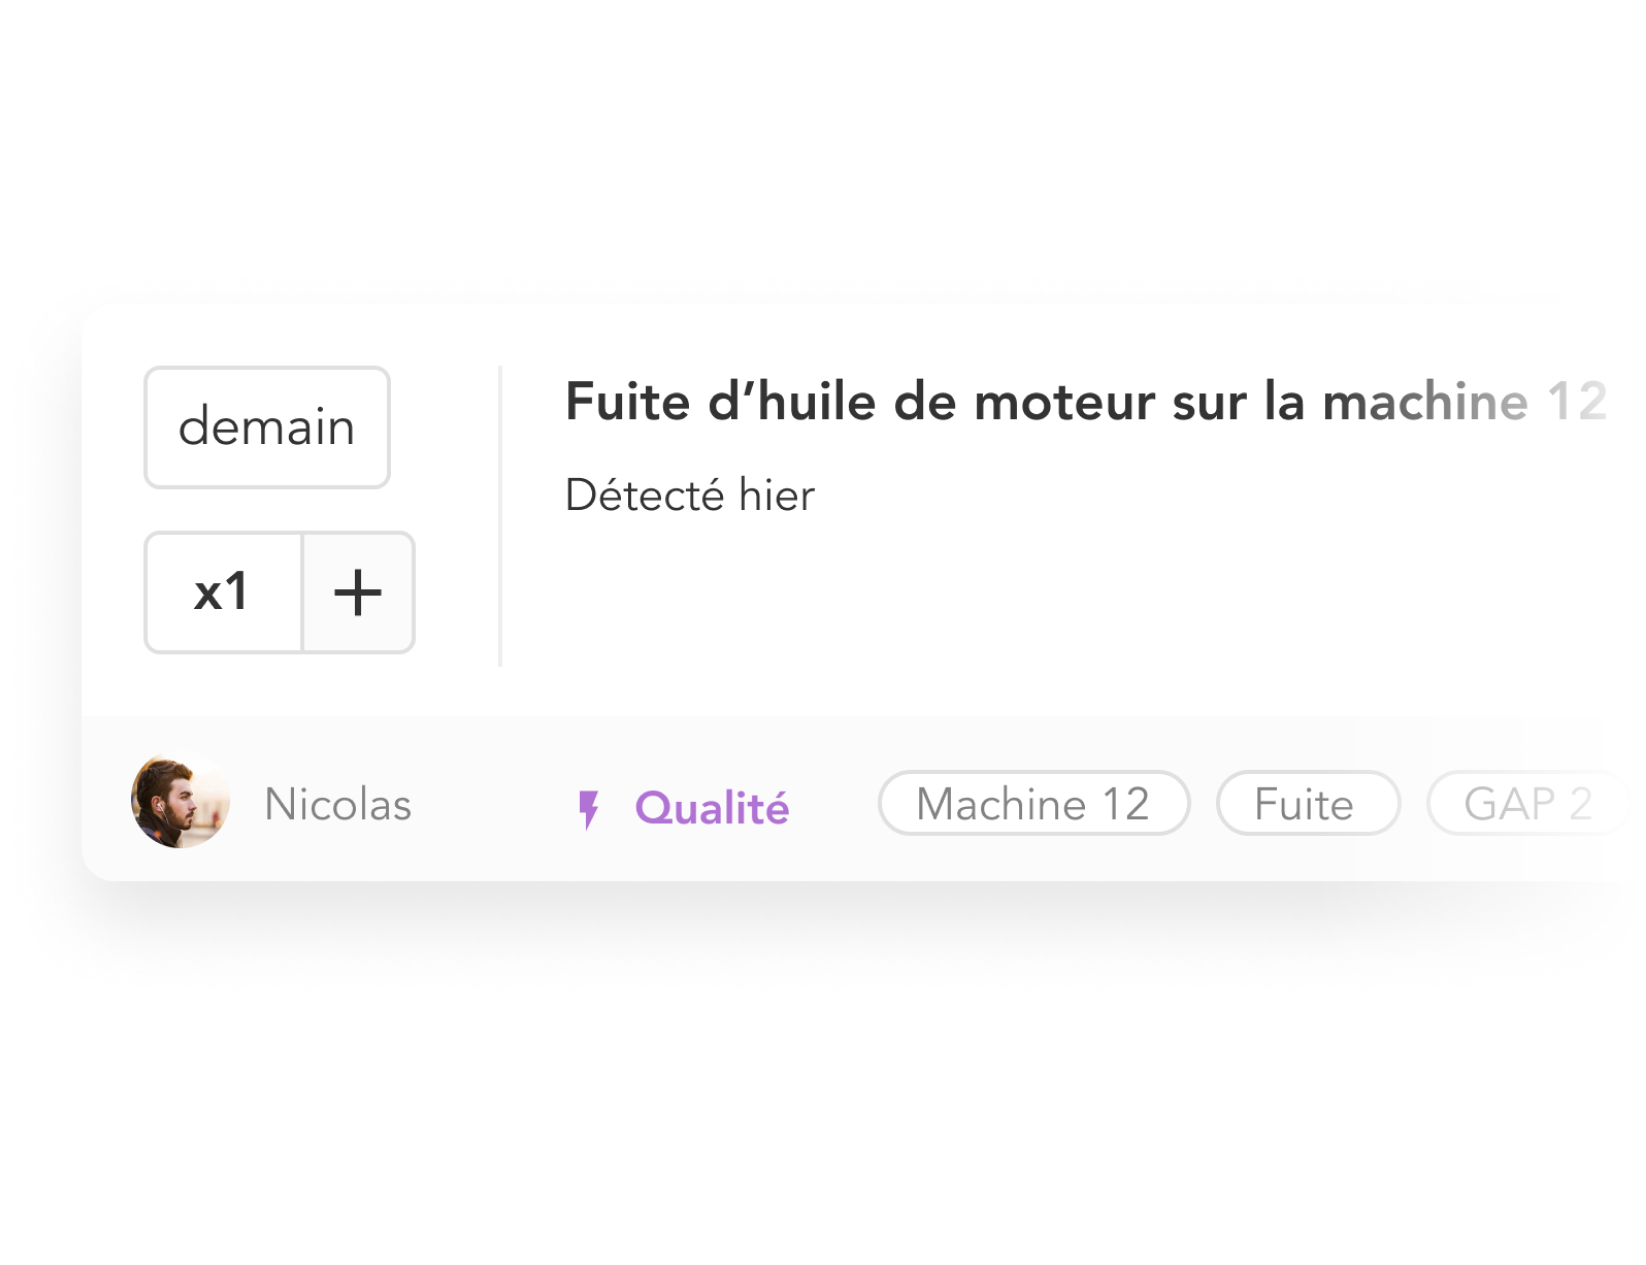 demain
x1 +
Fuite d’huile de moteur sur la machine 12
Détecté hier
Nicolas
Qualité
Machine 12
Fuite
GAP 2